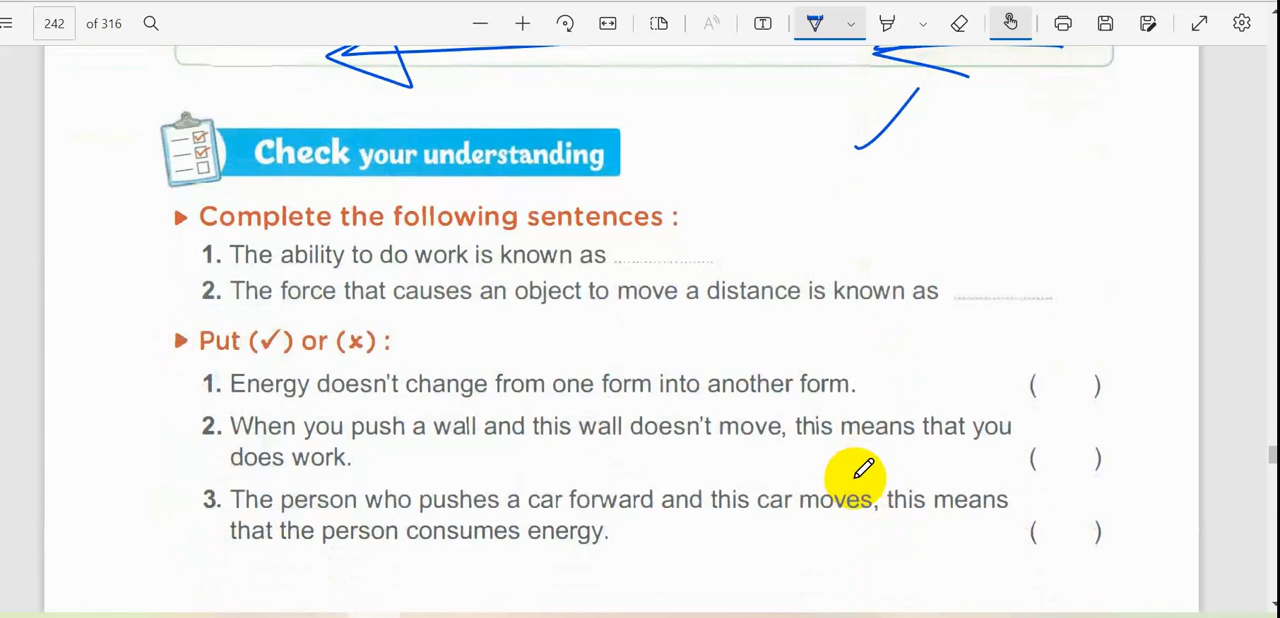 242 of 316
Check your understanding
Complete the following sentences :
1. The ability to do work is known as ....................
2. The force that causes an object to move a distance is known as ....................
Put (✓) or (✗) :
1. Energy doesn't change from one form into another form. ( )
2. When you push a wall and this wall doesn't move, this means that you
does work. ( )
3. The person who pushes a car forward and this car moves, this means
that the person consumes energy. ( )